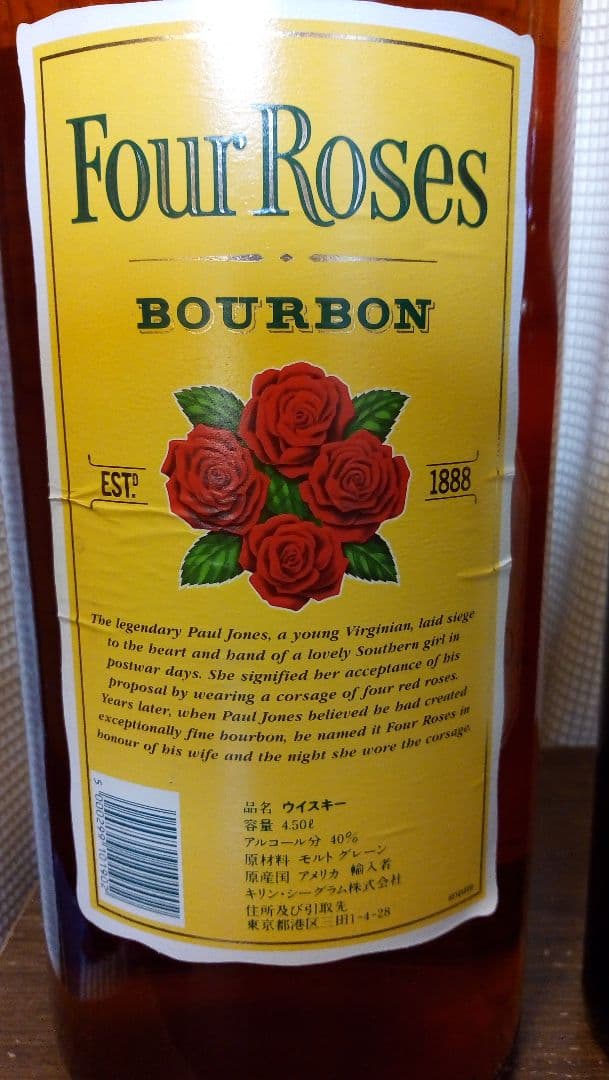 Four Roses
BOURBON
ESTD. 1888
The legendary Paul Jones, a young Virginian, laid siege
to the heart and hand of a lovely Southern girl in
postwar days. She signified her acceptance of his
proposal by wearing a corsage of four red roses.
Years later, when Paul Jones believed he had created
exceptionally fine bourbon, he named it Four Roses in
honour of his wife and the night she wore the corsage.
5 000299 101902
品名 ウイスキー
容量 4.50ℓ
アルコール分 40%
原材料 モルト グレーン
原産国 アメリカ 輸入者
キリン・シーグラム株式会社
住所及び引取先
東京都港区三田1-4-28